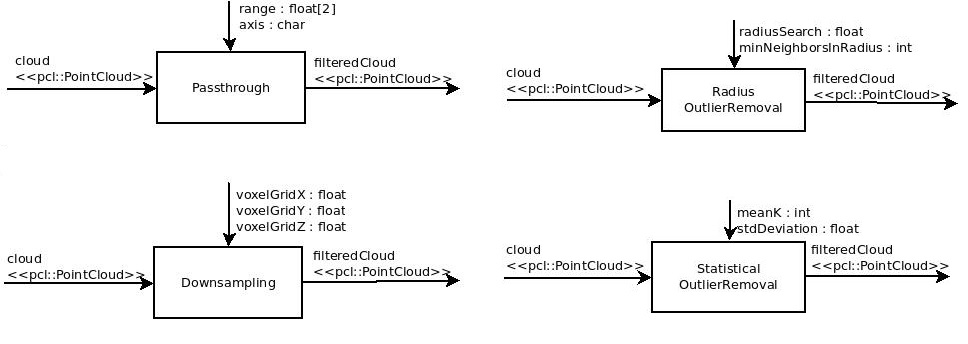 range : float[2]
axis : char
cloud
<<pcl::PointCloud>>
Passthrough
filteredCloud
<<pcl::PointCloud>>
radiusSearch : float
minNeighborsInRadius : int
cloud
<<pcl::PointCloud>>
Radius
OutlierRemoval
filteredCloud
<<pcl::PointCloud>>
voxelGridX : float
voxelGridY : float
voxelGridZ : float
cloud
<<pcl::PointCloud>>
Downsampling
filteredCloud
<<pcl::PointCloud>>
meanK : int
stdDeviation : float
cloud
<<pcl::PointCloud>>
Statistical
OutlierRemoval
filteredCloud
<<pcl::PointCloud>>